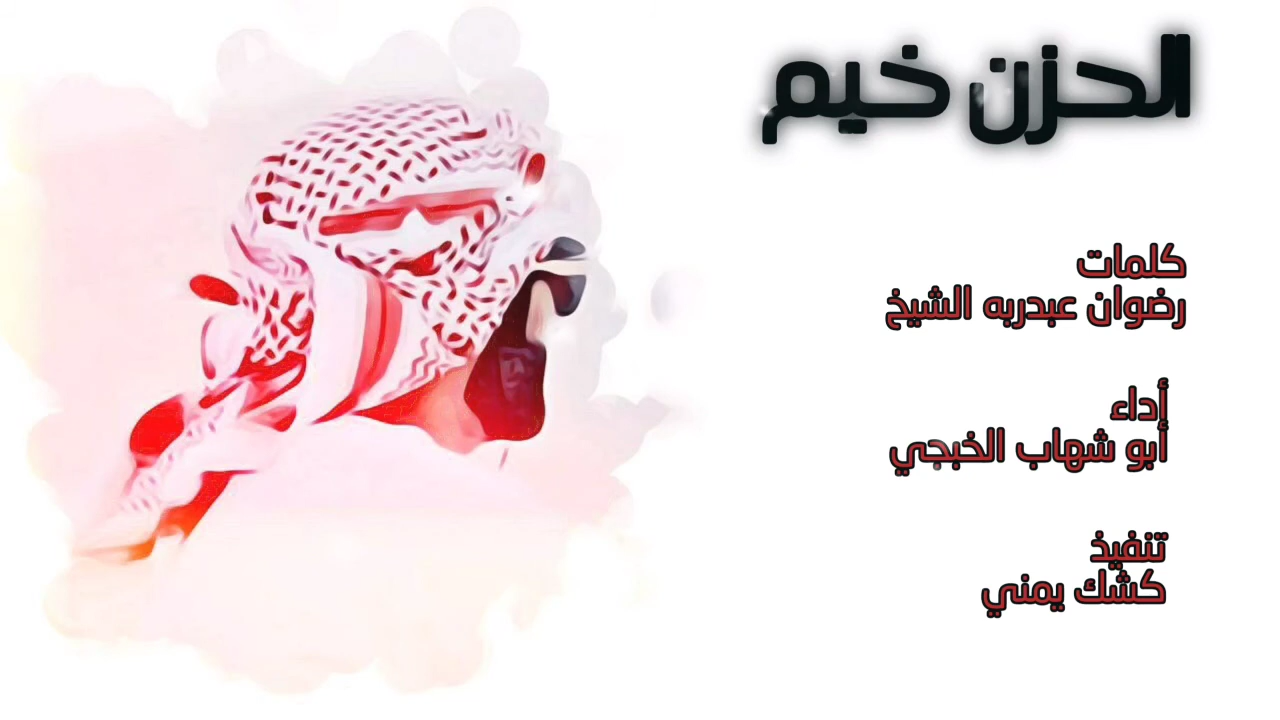 الحزن خيم
كلمات
رضوان عبدربه الشيخ
أداء
أبو شهاب الخبجي
تنفيذ
كشك يمني